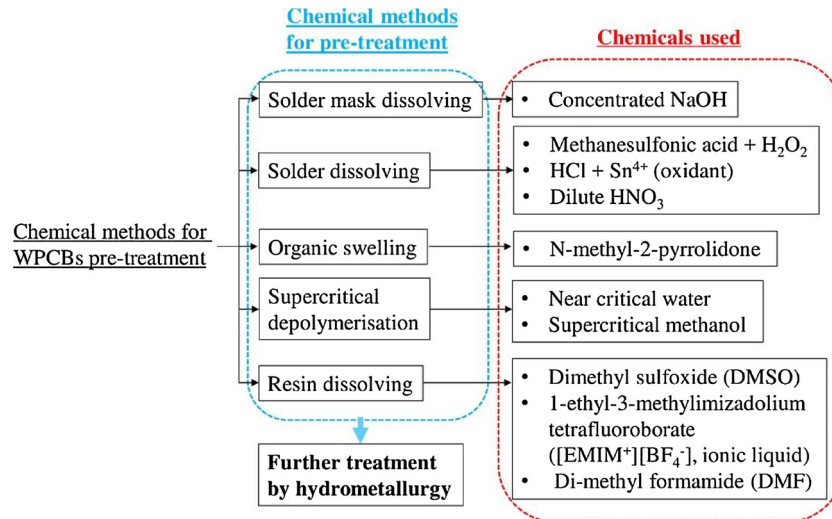 Chemical methods
for pre-treatment
Chemicals used
Solder mask dissolving
• Concentrated NaOH
Solder dissolving
• Methanesulfonic acid + H₂O₂
• HCl + Sn⁴⁺ (oxidant)
• Dilute HNO₃
Chemical methods for
WPCBs pre-treatment
Organic swelling
• N-methyl-2-pyrrolidone
Supercritical
depolymerisation
• Near critical water
• Supercritical methanol
Resin dissolving
• Dimethyl sulfoxide (DMSO)
• 1-ethyl-3-methylimizadolium
tetrafluoroborate
([EMIM⁺][BF₄⁻], ionic liquid)
• Di-methyl formamide (DMF)
Further treatment
by hydrometallurgy